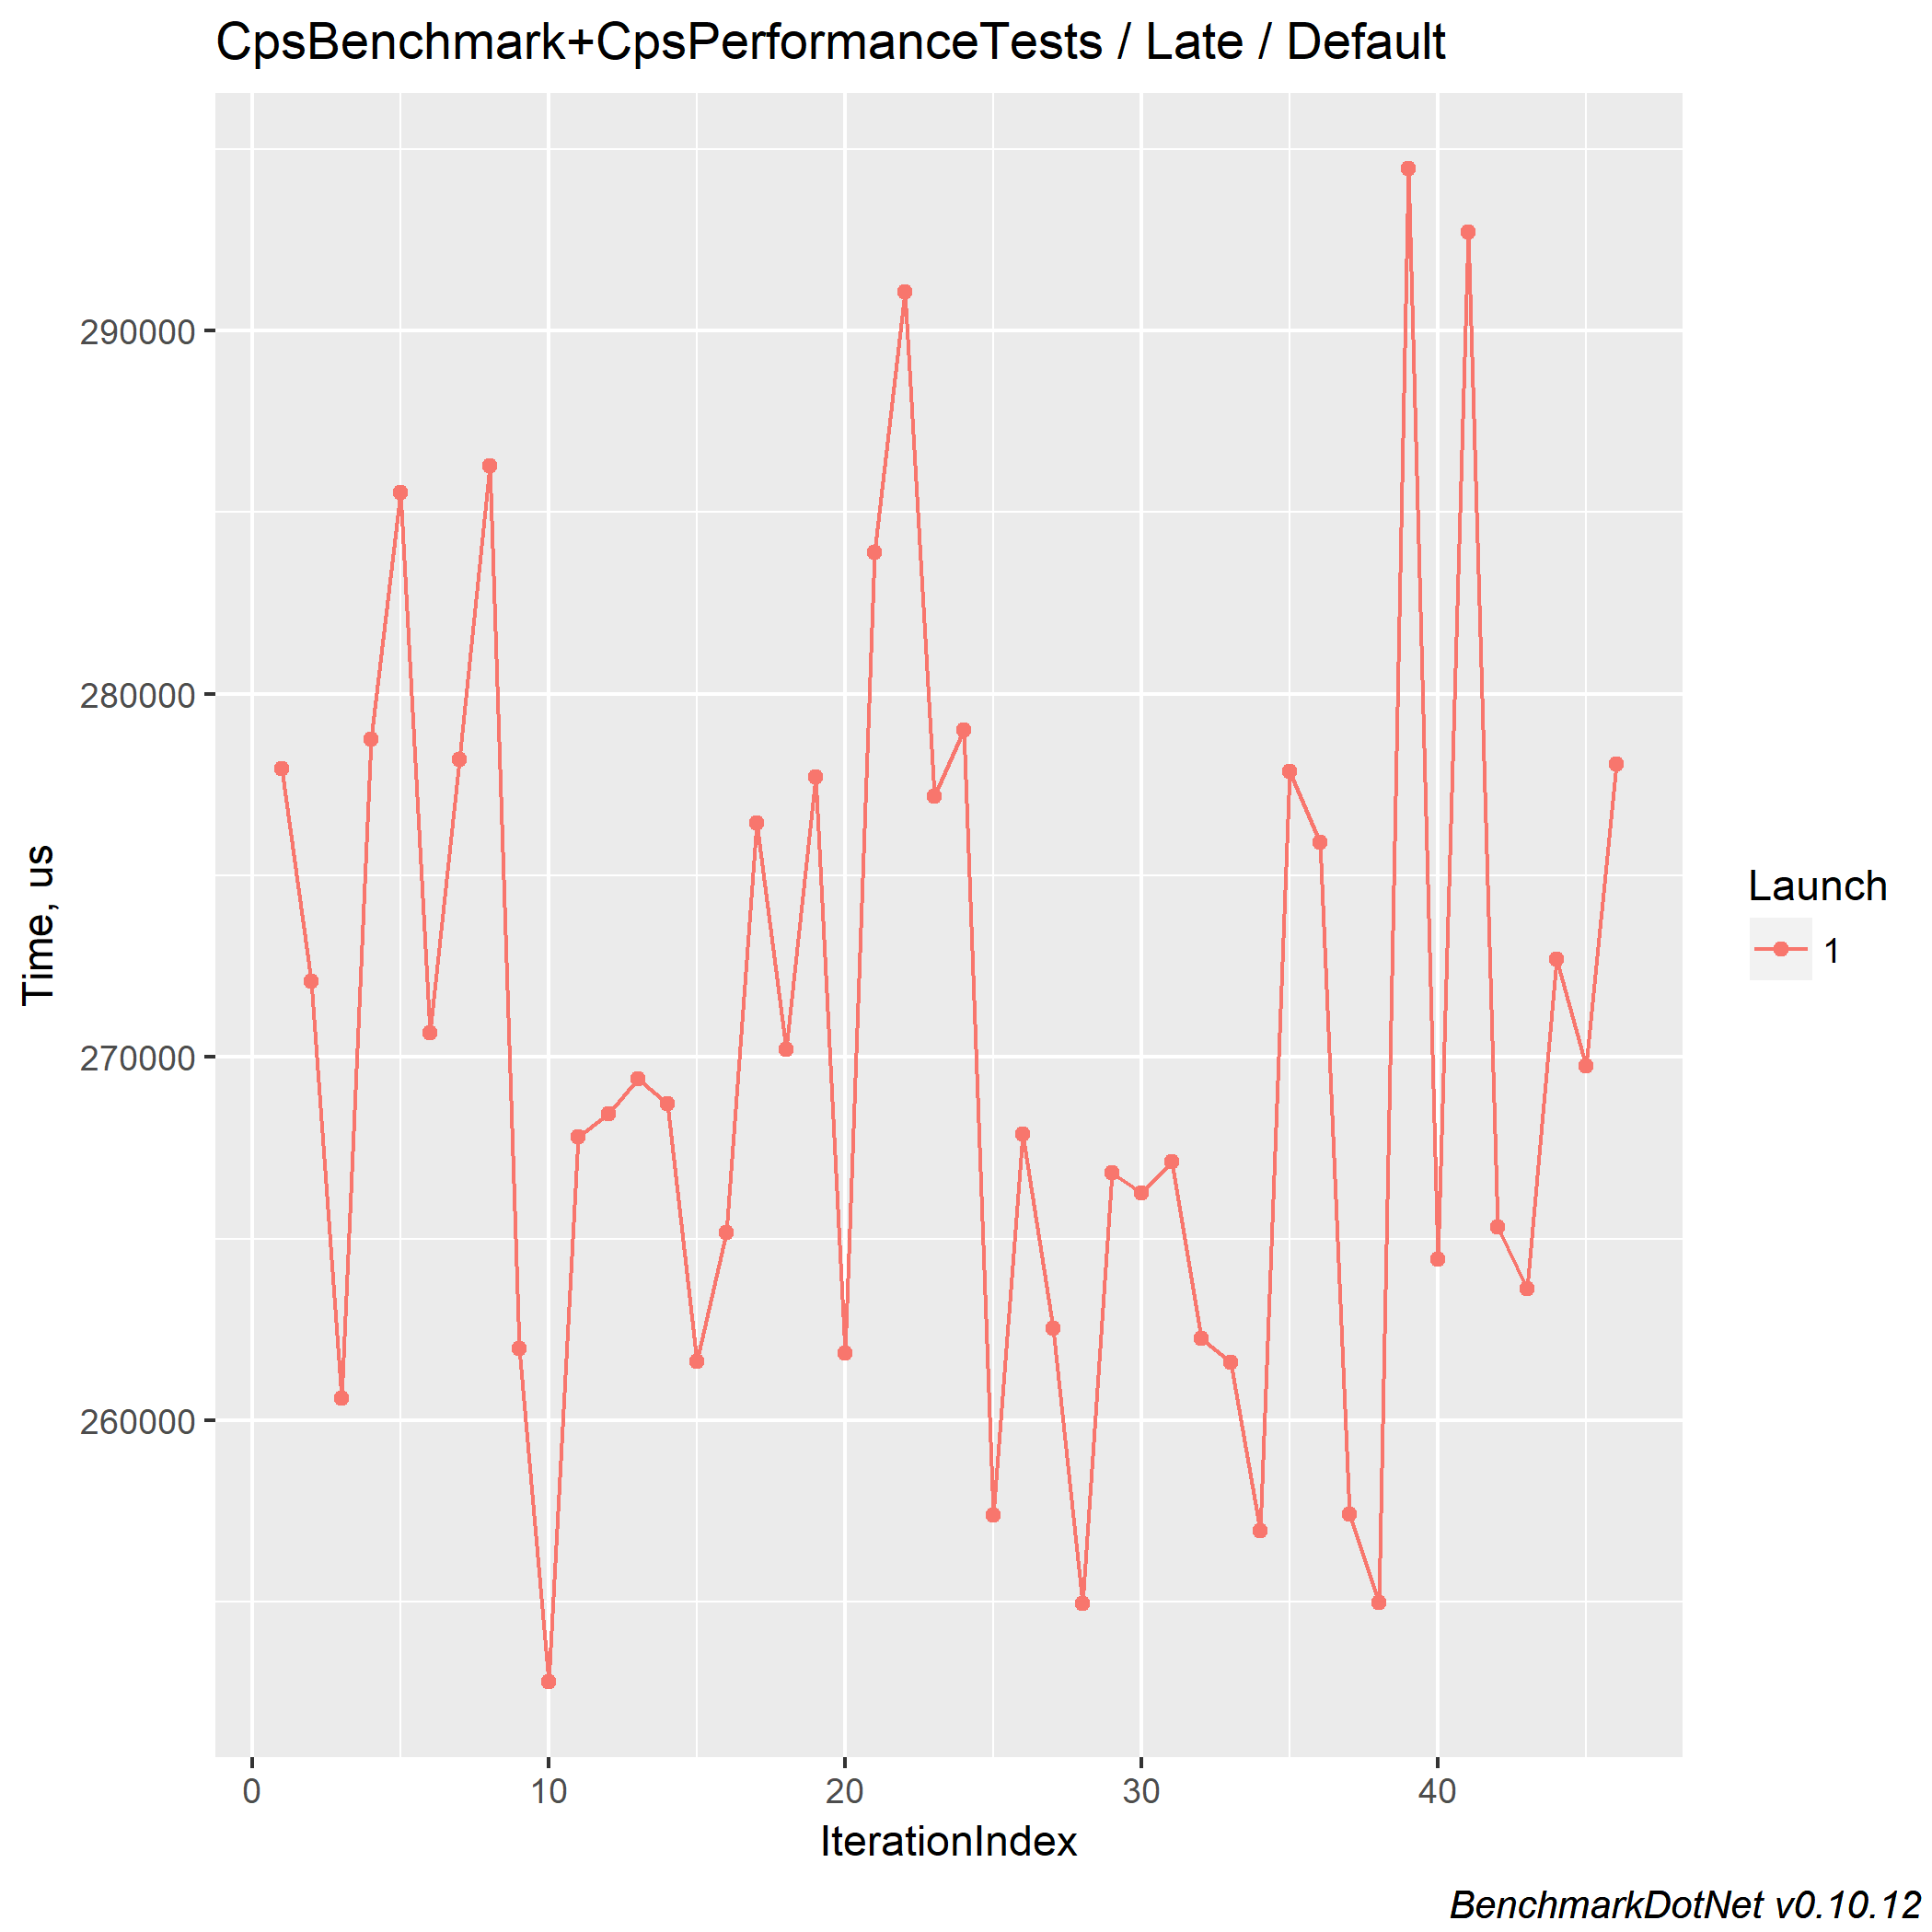 CpsBenchmark+CpsPerformanceTests / Late / Default
Time, us
290000
280000
270000
260000
0 10 20 30 40
IterationIndex
Launch
1
BenchmarkDotNet v0.10.12